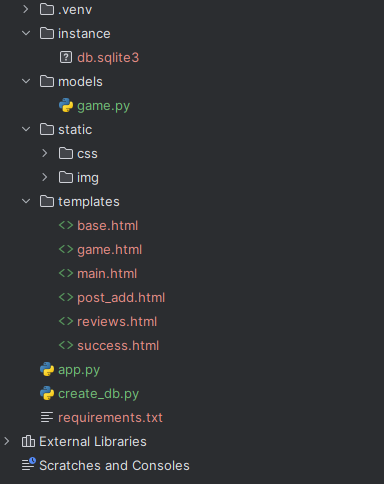 .venv
instance
db.sqlite3
models
game.py
static
css
img
templates
base.html
game.html
main.html
post_add.html
reviews.html
success.html
app.py
create_db.py
requirements.txt
External Libraries
Scratches and Consoles